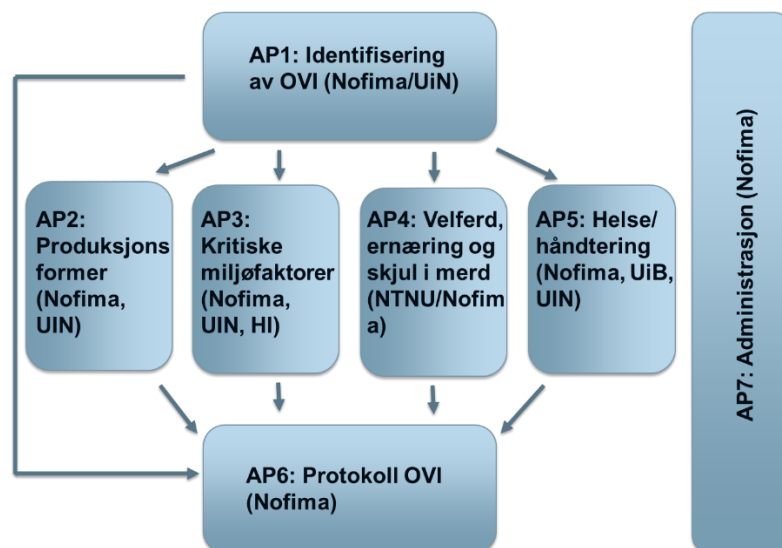 AP1: Identifisering
av OVI (Nofima/UiN)
AP2:
Produksjons
former
(Nofima,
UIN)
AP3:
Kritiske
miljøfaktorer
(Nofima,
UIN, HI)
AP4: Velferd,
ernæring og
skjul i merd
(NTNU/Nofim
a)
AP5: Helse/
håndtering
(Nofima, UiB,
UIN)
AP6: Protokoll OVI
(Nofima)
AP7: Administrasjon (Nofima)